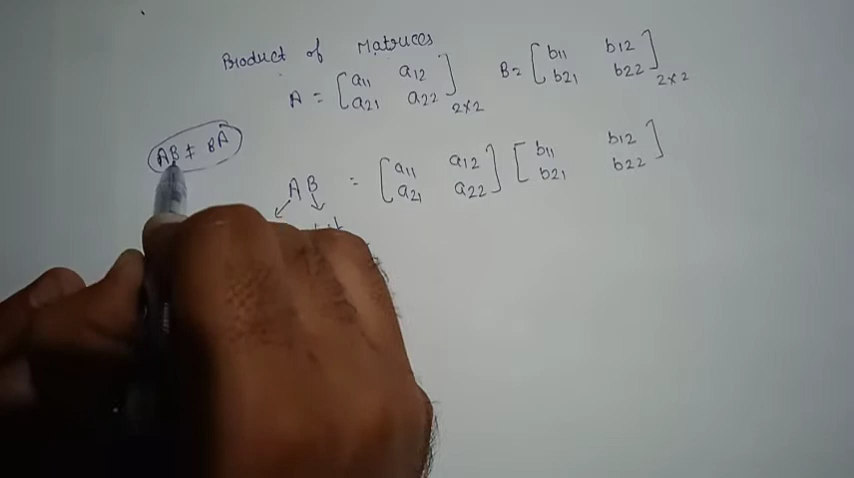 Product of Matrices
A = [a11 a12
a21 a22]2×2
B = [b11 b12
b21 b22]2×2
AB ≠ BA
AB = [a11 a12
a21 a22] [b11 b12
b21 b22]